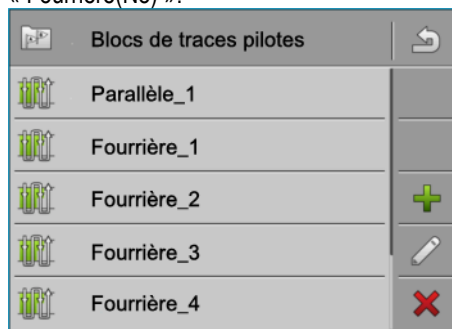 « Fourrière(No) ».
Blocs de traces pilotes
Parallèle_1
Fourrière_1
Fourrière_2
Fourrière_3
Fourrière_4